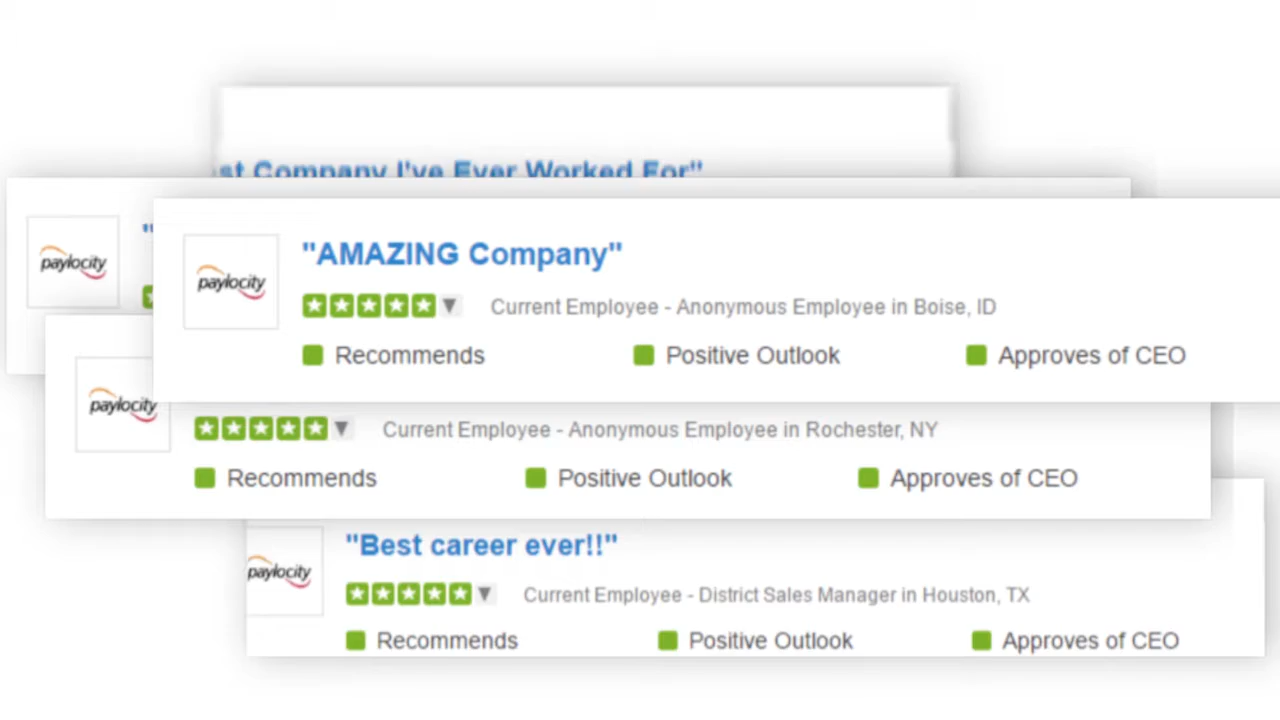 st Company I've Ever Worked For"
paylocity
"
paylocity
"AMAZING Company"
Current Employee - Anonymous Employee in Boise, ID
Recommends Positive Outlook Approves of CEO
paylocity
Current Employee - Anonymous Employee in Rochester, NY
Recommends Positive Outlook Approves of CEO
paylocity
"Best career ever!!"
Current Employee - District Sales Manager in Houston, TX
Recommends Positive Outlook Approves of CEO